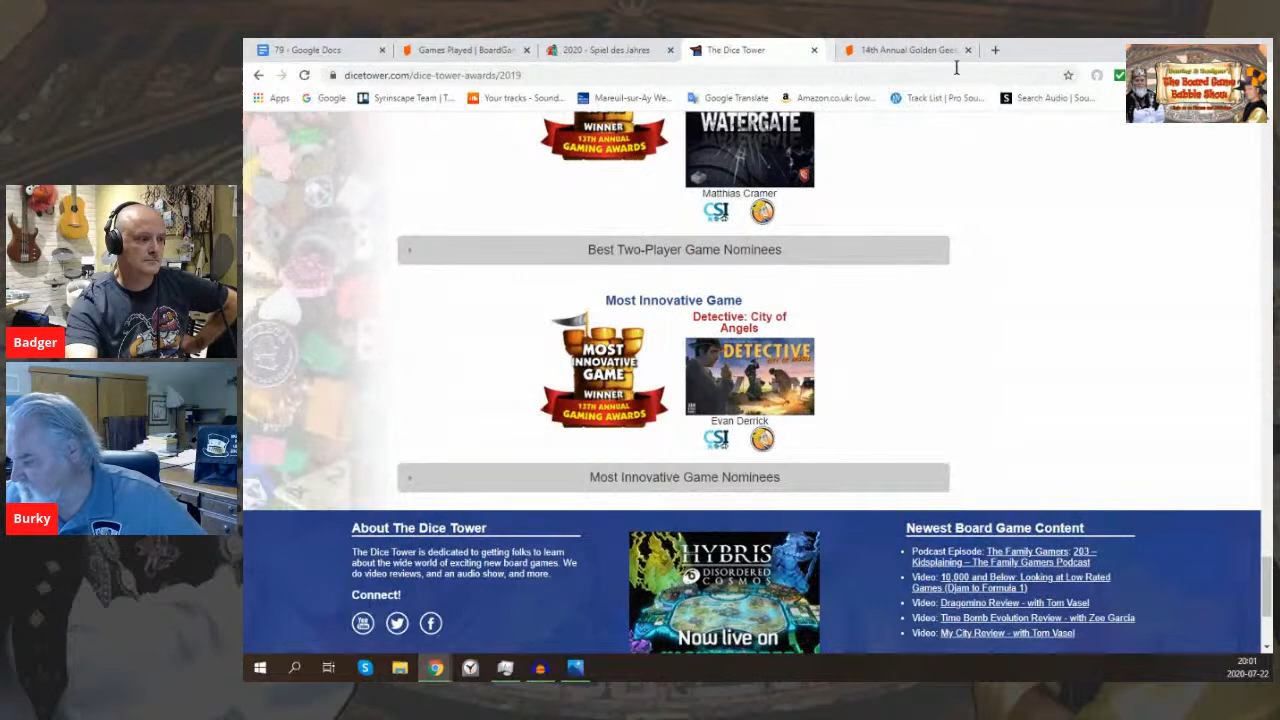 79 - Google Docs
Games Played | BoardGa
2020 - Spiel des Jahres
The Dice Tower
14th Annual Golden Gee
dicetower.com/dice-tower-awards/2019
Apps
Google
Syrinscape Team | T...
Your tracks - Sound...
Mareuil-sur-Ay We...
Google Translate
Amazon.co.uk: Low...
Track List | Pro Sou...
Search Audio | Sou...
The Board Game
Babble Show
WINNER
13TH ANNUAL
GAMING AWARDS
WATERGATE
Matthias Cramer
CSI
Best Two-Player Game Nominees
Most Innovative Game
MOST
INNOVATIVE
GAME
WINNER
13TH ANNUAL
GAMING AWARDS
Detective: City of
Angels
DETECTIVE
CITY OF
ANGELS
Evan Derrick
CSI
Most Innovative Game Nominees
Badger
Burky
About The Dice Tower
The Dice Tower is dedicated to getting folks to learn
about the wide world of exciting new board games. We
do video reviews, and an audio show, and more.
Connect!
You
HYBRIS
DISORDERED
COSMOS
Now live on
Newest Board Game Content
Podcast Episode: The Family Gamers: 203 –
Kidsplaining – The Family Gamers Podcast
Video: 10,000 and Below: Looking at Low Rated
Games (Djam to Formula 1)
Video: Dragomino Review - with Tom Vasel
Video: Time Bomb Evolution Review - with Zee Garcia
Video: My City Review - with Tom Vasel
20:01
2020-07-22